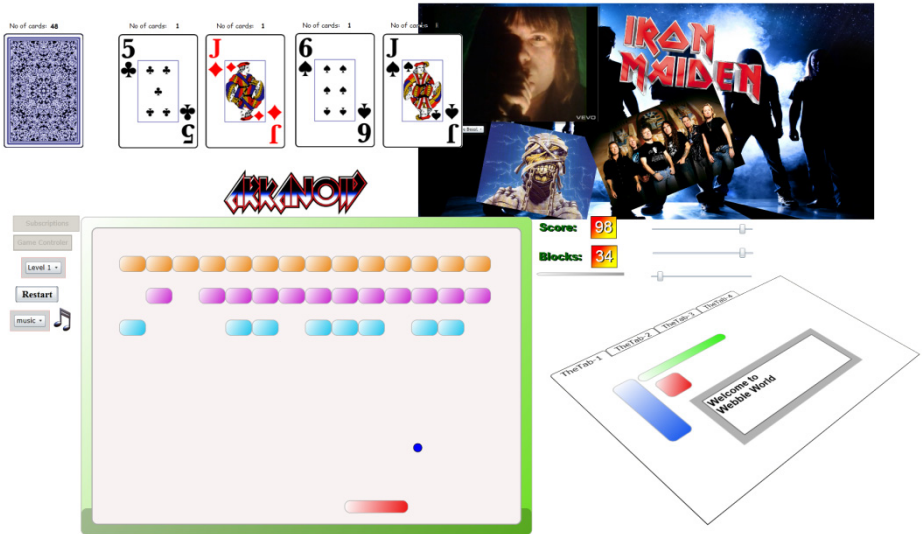 No of cards: 48
No of cards: 1
No of cards: 1
No of cards: 1
No of cards:
5
5
J
J
6
6
J
J
IRON
MAIDEN
VEVO
ARKANOID
Subscriptions
Game Controller
Level 1
Restart
music
Score: 98
Blocks: 34
TheTab-1
TheTab-2
TheTab-3
TheTab-4
Welcome to
Webble World